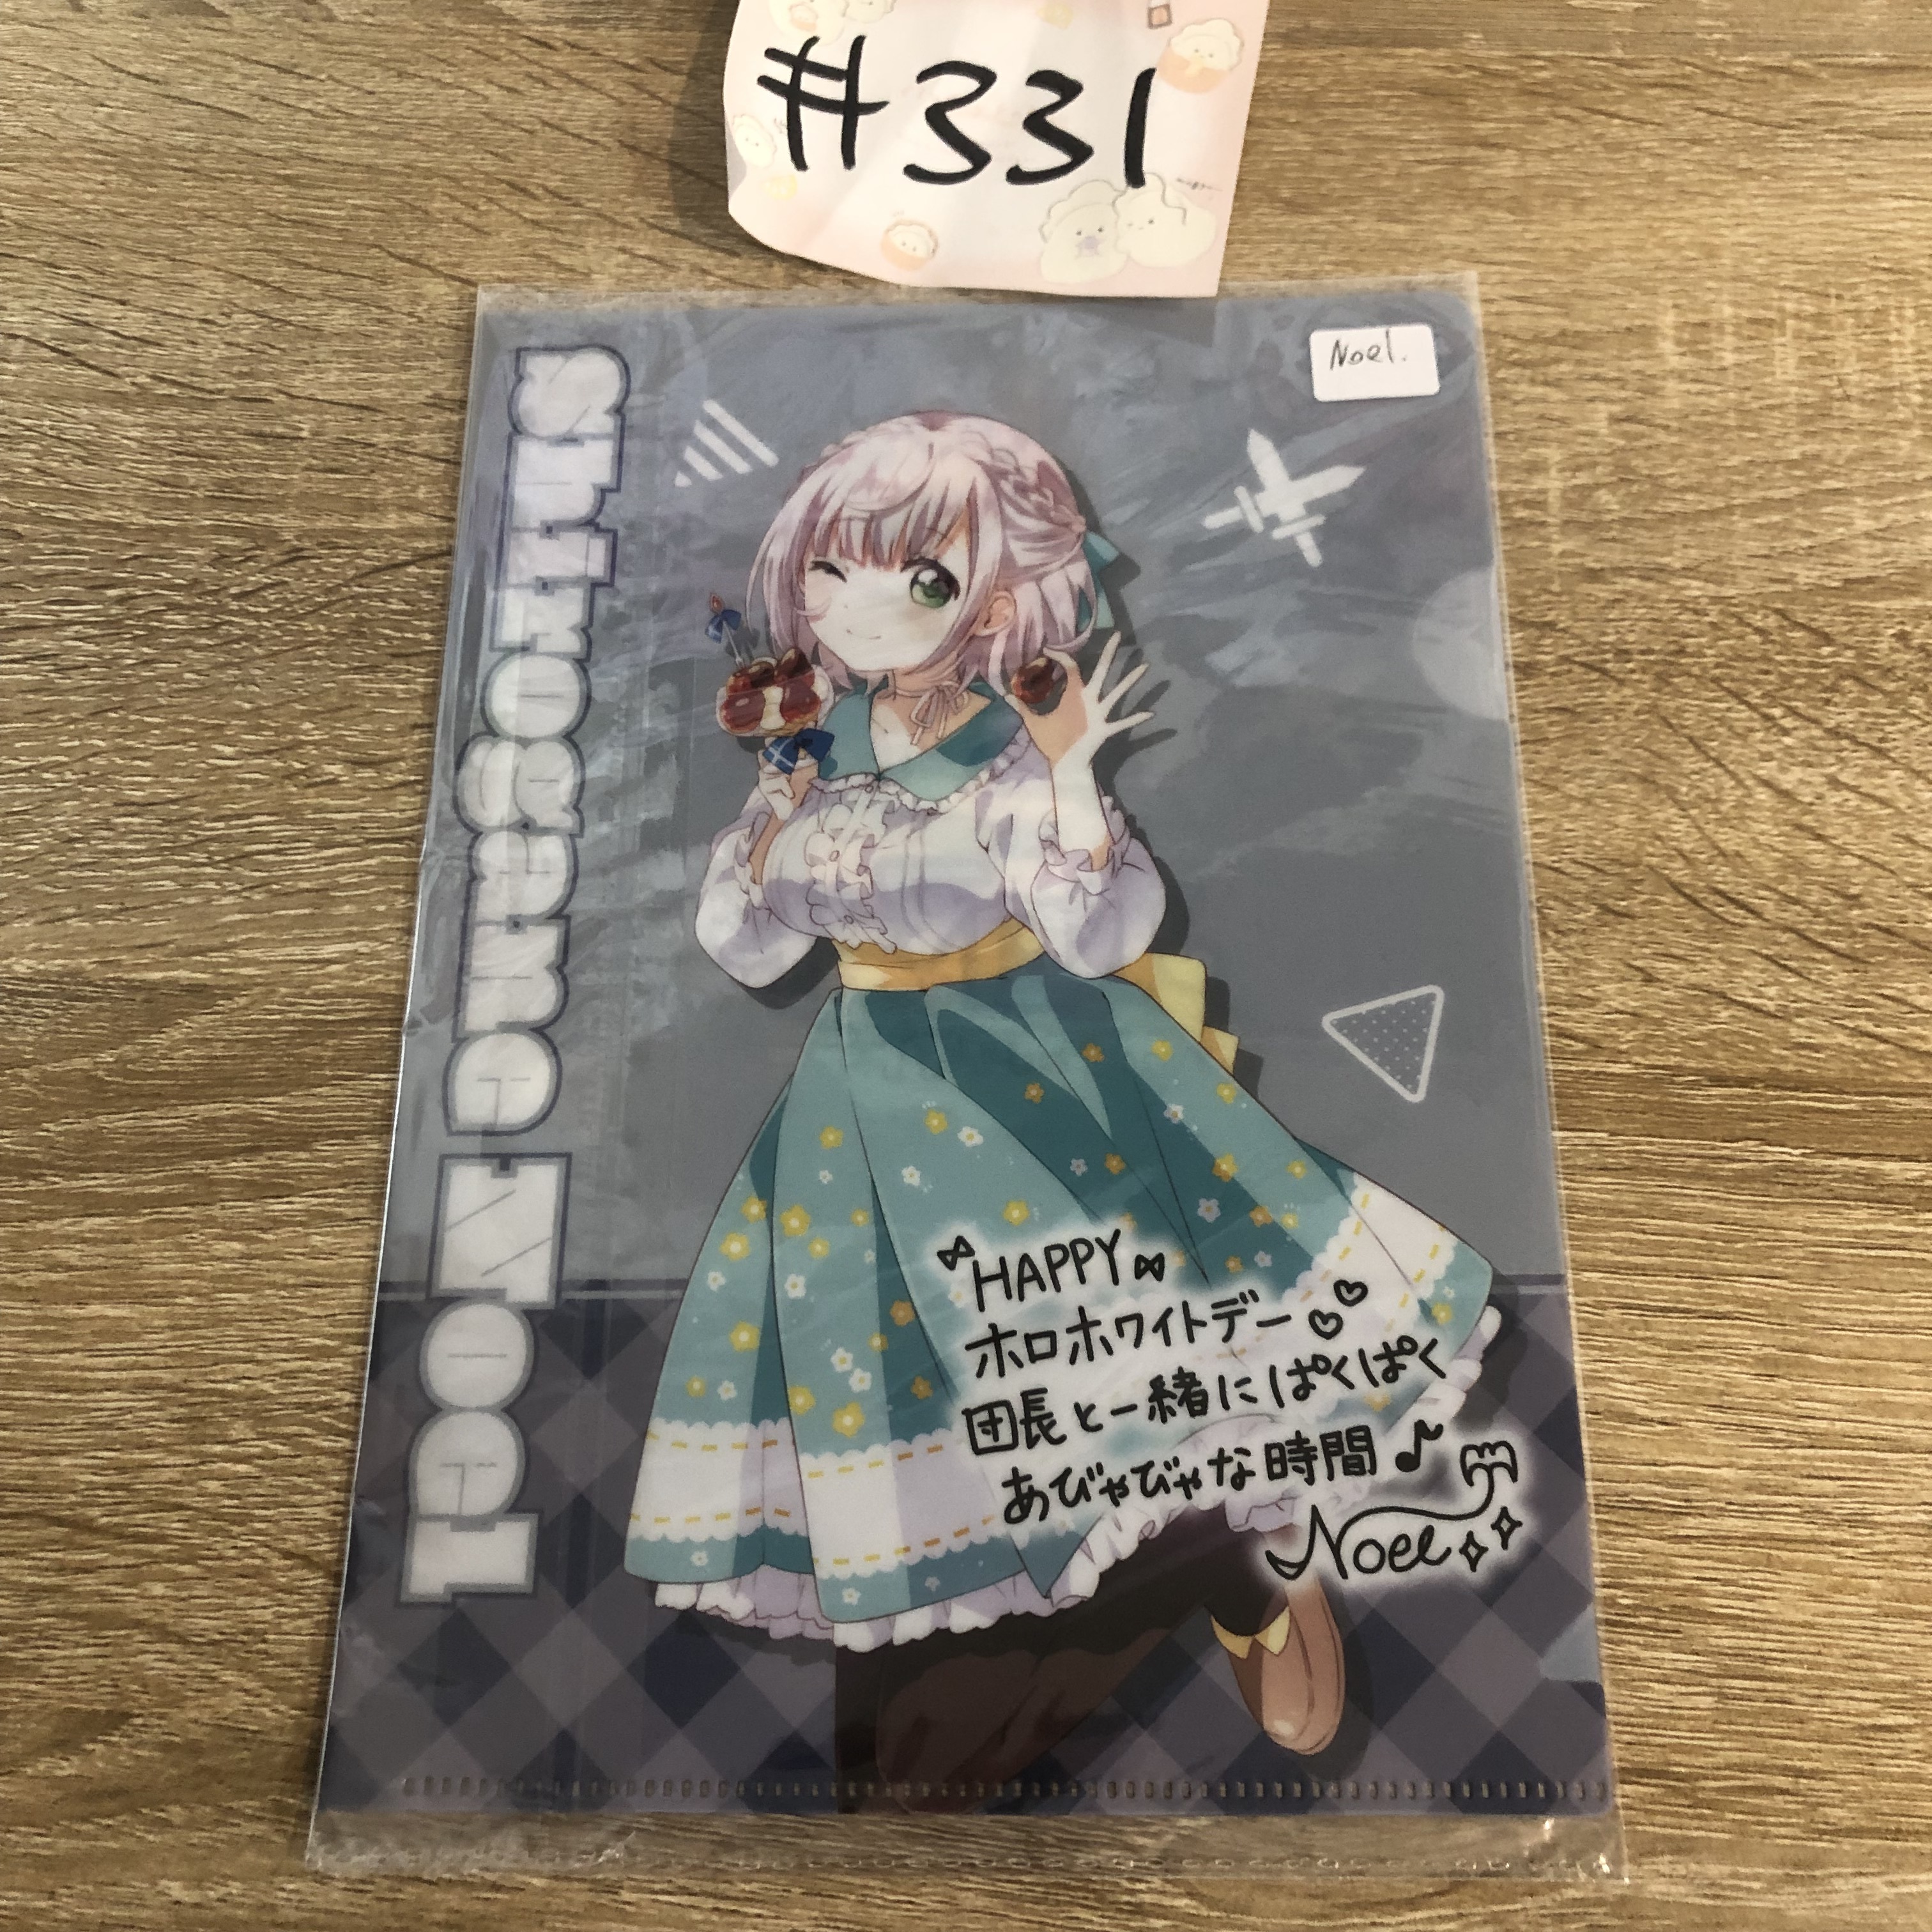 #331
Noel.
Shirogane Noel
HAPPY
ホロホワイトデー
団長と一緒にぱくぱく
あびゃびゃな時間♪
Noel